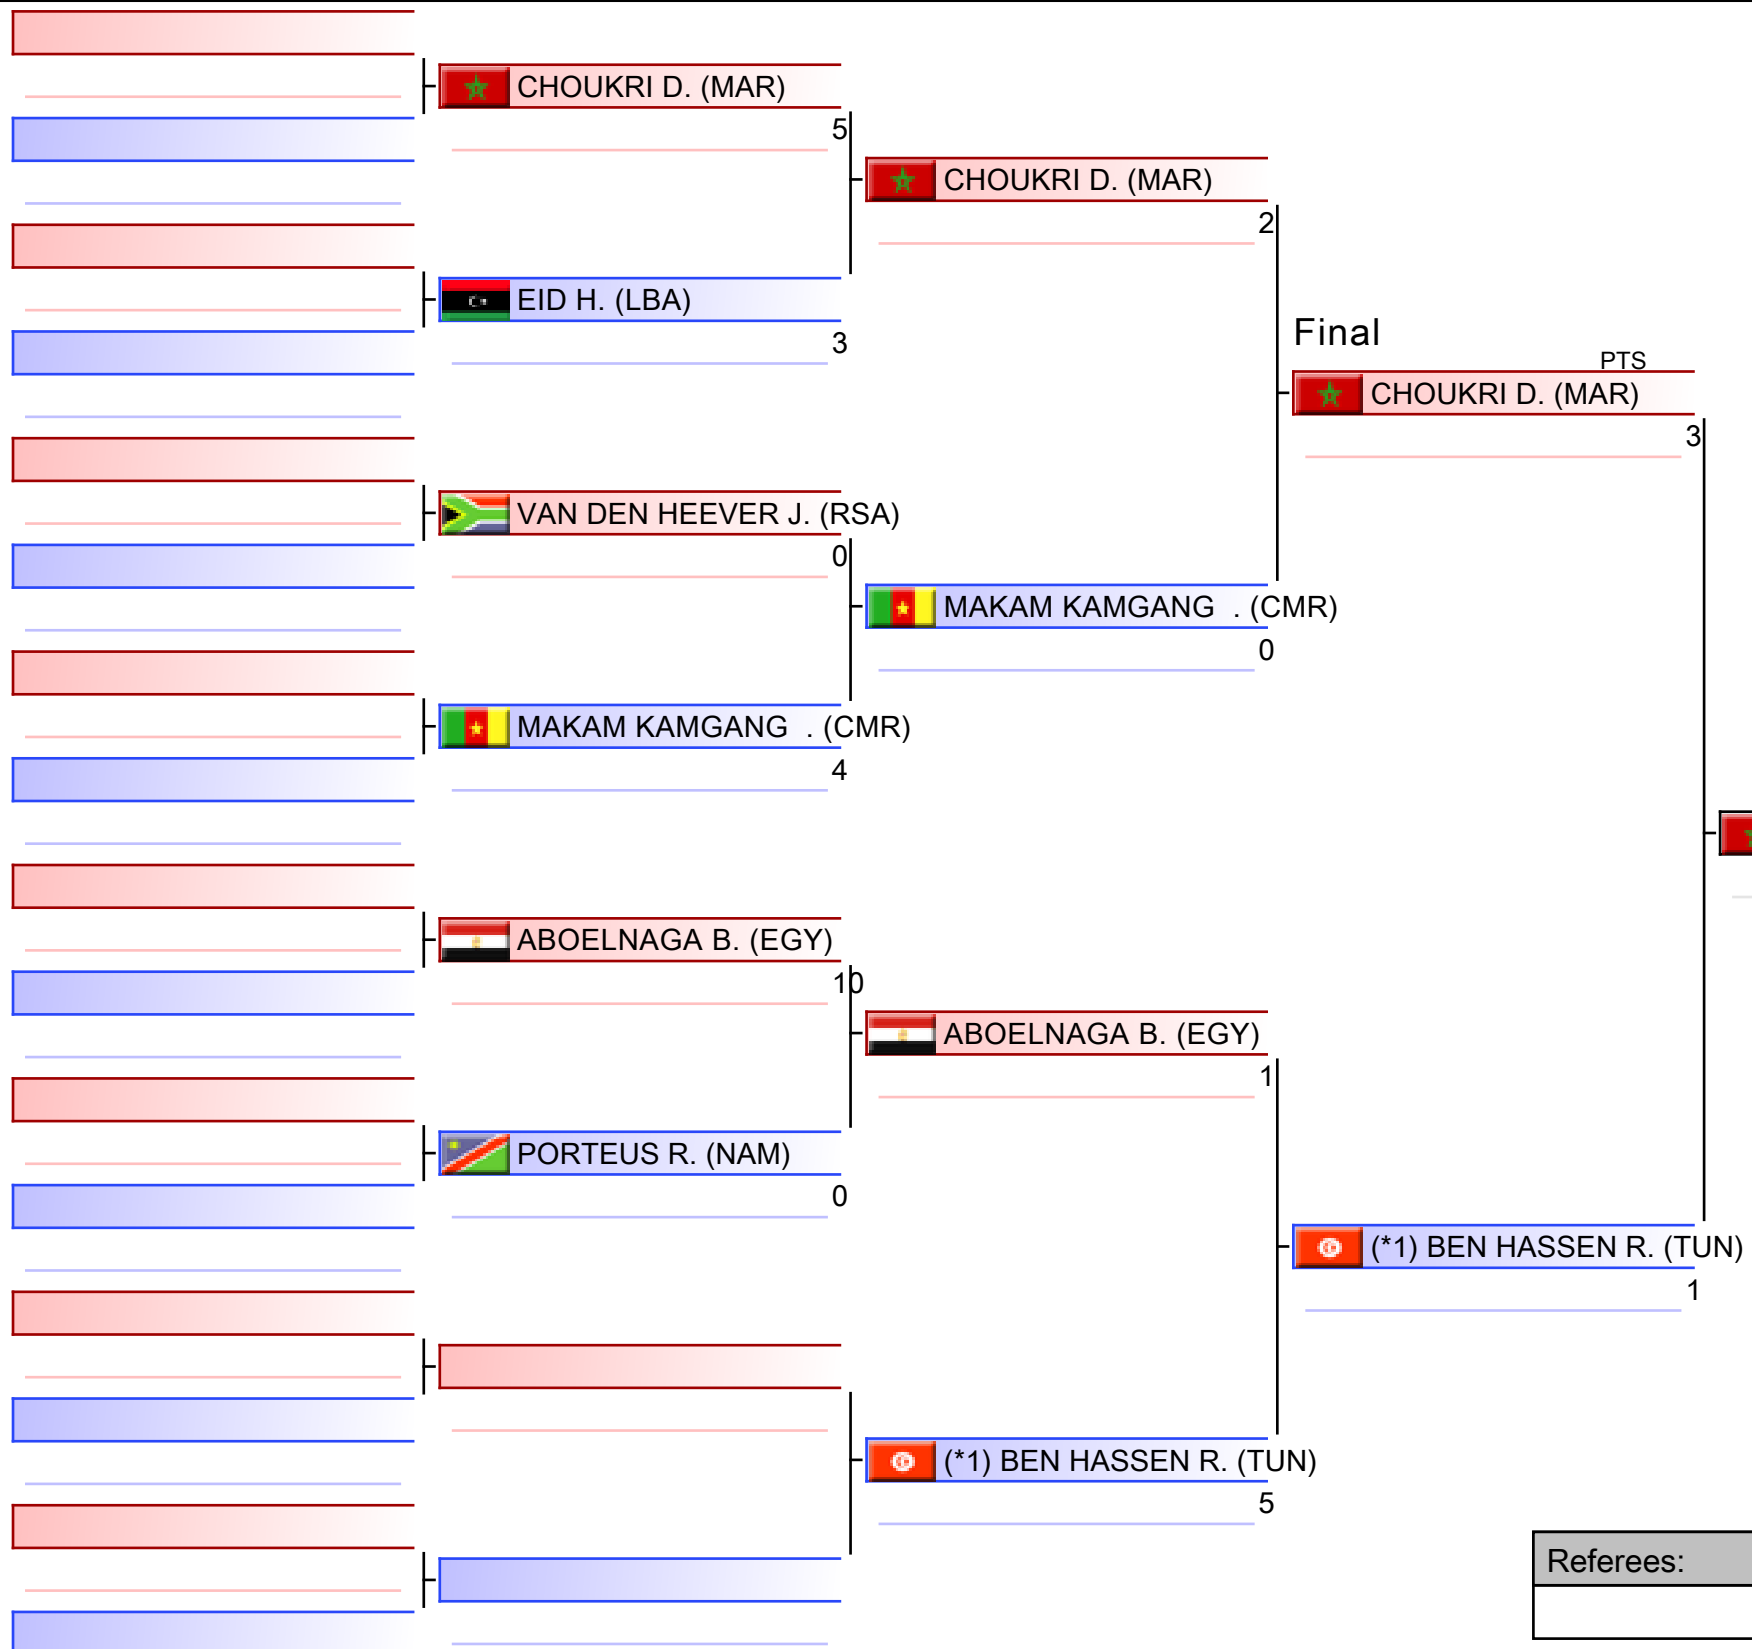 CHOUKRI D. (MAR)
5
EID H. (LBA)
3
VAN DEN HEEVER J. (RSA)
0
MAKAM KAMGANG  . (CMR)
4
ABOELNAGA B. (EGY)
10
PORTEUS R. (NAM)
0
CHOUKRI D. (MAR)
2
MAKAM KAMGANG  . (CMR)
0
ABOELNAGA B. (EGY)
1
(*1) BEN HASSEN R. (TUN)
5
Final
PTS
CHOUKRI D. (MAR)
3
(*1) BEN HASSEN R. (TUN)
1
Referees: